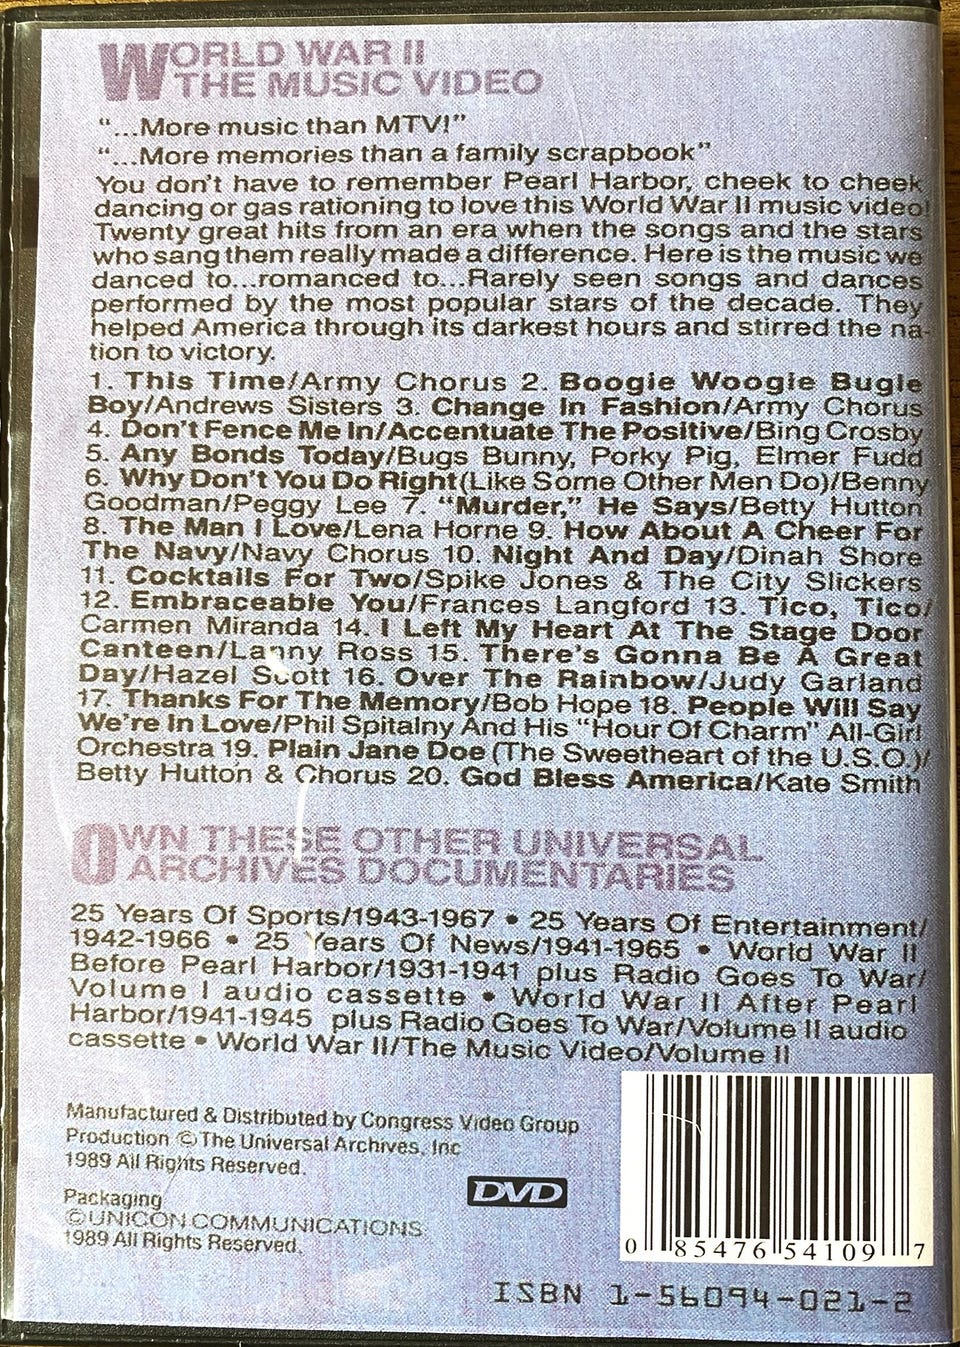 WORLD WAR II
THE MUSIC VIDEO
“...More music than MTV!”
“...More memories than a family scrapbook”
You don't have to remember Pearl Harbor, cheek to cheek
dancing or gas rationing to love this World War II music video!
Twenty great hits from an era when the songs and the stars
who sang them really made a difference. Here is the music we
danced to...romanced to...Rarely seen songs and dances
performed by the most popular stars of the decade. They
helped America through its darkest hours and stirred the na-
tion to victory.
1. This Time/Army Chorus 2. Boogie Woogie Bugle
Boy/Andrews Sisters 3. Change In Fashion/Army Chorus
4. Don't Fence Me In/Accentuate The Positive/Bing Crosby
5. Any Bonds Today/Bugs Bunny, Porky Pig, Elmer Fudd
6. Why Don't You Do Right(Like Some Other Men Do)/Benny
Goodman/Peggy Lee 7. “Murder,” He Says/Betty Hutton
8. The Man I Love/Lena Horne 9. How About A Cheer For
The Navy/Navy Chorus 10. Night And Day/Dinah Shore
11. Cocktails For Two/Spike Jones & The City Slickers
12. Embraceable You/Frances Langford 13. Tico, Tico/
Carmen Miranda 14. I Left My Heart At The Stage Door
Canteen/Lanny Ross 15. There's Gonna Be A Great
Day/Hazel Scott 16. Over The Rainbow/Judy Garland
17. Thanks For The Memory/Bob Hope 18. People Will Say
We're In Love/Phil Spitalny And His “Hour Of Charm” All-Girl
Orchestra 19. Plain Jane Doe (The Sweetheart of the U.S.O.)/
Betty Hutton & Chorus 20. God Bless America/Kate Smith
OWN THESE OTHER UNIVERSAL
ARCHIVES DOCUMENTARIES
25 Years Of Sports/1943-1967 • 25 Years Of Entertainment/
1942-1966 • 25 Years Of News/1941-1965 • World War II
Before Pearl Harbor/1931-1941 plus Radio Goes To War/
Volume I audio cassette • World War II After Pearl
Harbor/1941-1945 plus Radio Goes To War/Volume II audio
cassette • World War II/The Music Video/Volume II
Manufactured & Distributed by Congress Video Group
Production © The Universal Archives, Inc
1989 All Rights Reserved.
Packaging
© UNICON COMMUNICATIONS
1989 All Rights Reserved.
DVD
0 85476 54109 7
ISBN 1-56094-021-2